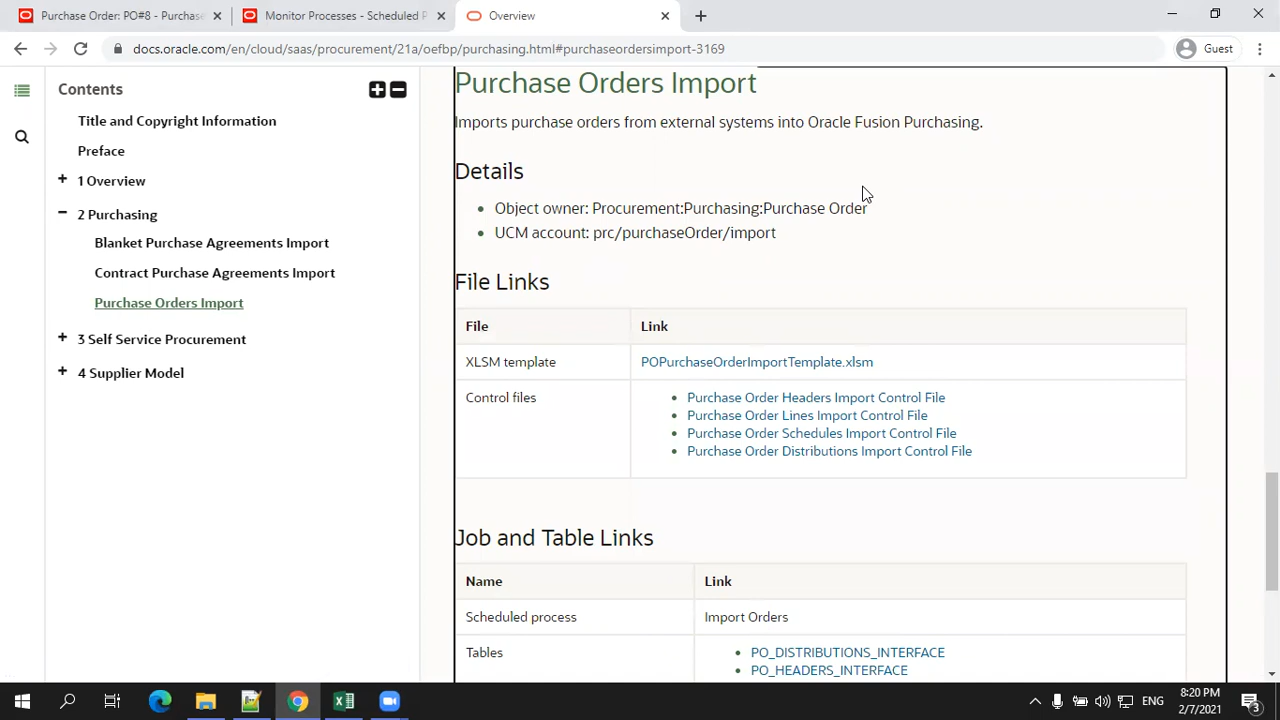 Purchase Order: PO#8 - Purchas
Monitor Processes - Scheduled P
Overview
docs.oracle.com/en/cloud/saas/procurement/21a/oefbp/purchasing.html#purchaseordersimport-3169
Guest
Contents
Title and Copyright Information
Preface
1 Overview
2 Purchasing
Blanket Purchase Agreements Import
Contract Purchase Agreements Import
Purchase Orders Import
3 Self Service Procurement
4 Supplier Model
Purchase Orders Import
Imports purchase orders from external systems into Oracle Fusion Purchasing.
Details
• Object owner: Procurement:Purchasing:Purchase Order
• UCM account: prc/purchaseOrder/import
File Links
File Link
XLSM template POPurchaseOrderImportTemplate.xlsm
Control files • Purchase Order Headers Import Control File
• Purchase Order Lines Import Control File
• Purchase Order Schedules Import Control File
• Purchase Order Distributions Import Control File
Job and Table Links
Name Link
Scheduled process Import Orders
Tables • PO_DISTRIBUTIONS_INTERFACE
• PO_HEADERS_INTERFACE
ENG
8:20 PM
2/7/2021
3